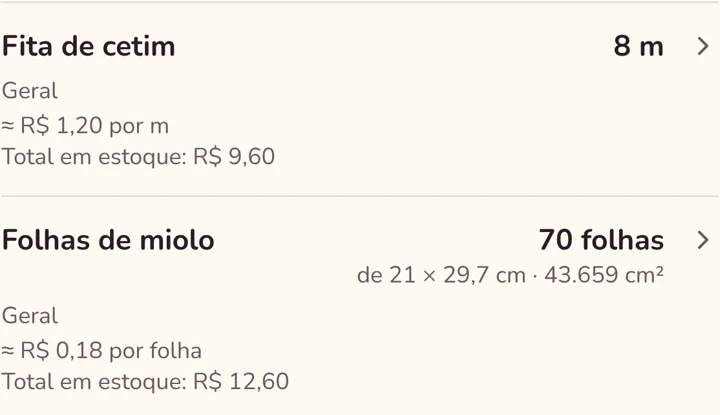 Fita de cetim 8 m
Geral
≈ R$ 1,20 por m
Total em estoque: R$ 9,60
Folhas de miolo 70 folhas
de 21 × 29,7 cm · 43.659 cm²
Geral
≈ R$ 0,18 por folha
Total em estoque: R$ 12,60